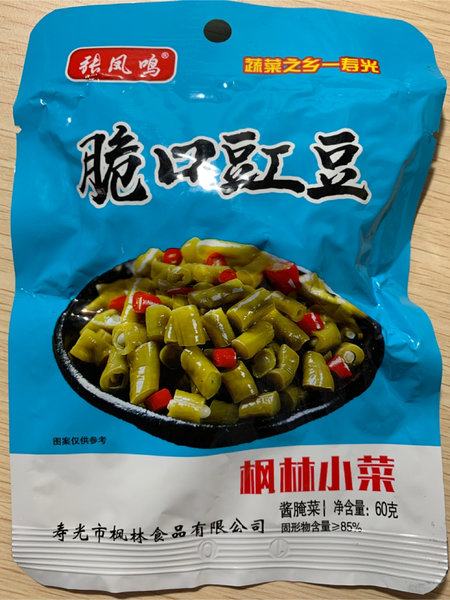 张凤鸣®
蔬菜之乡—寿光
脆口豇豆
图案仅供参考
枫林小菜
酱腌菜 | 净含量: 60克
固形物含量≥85%
寿光市枫林食品有限公司